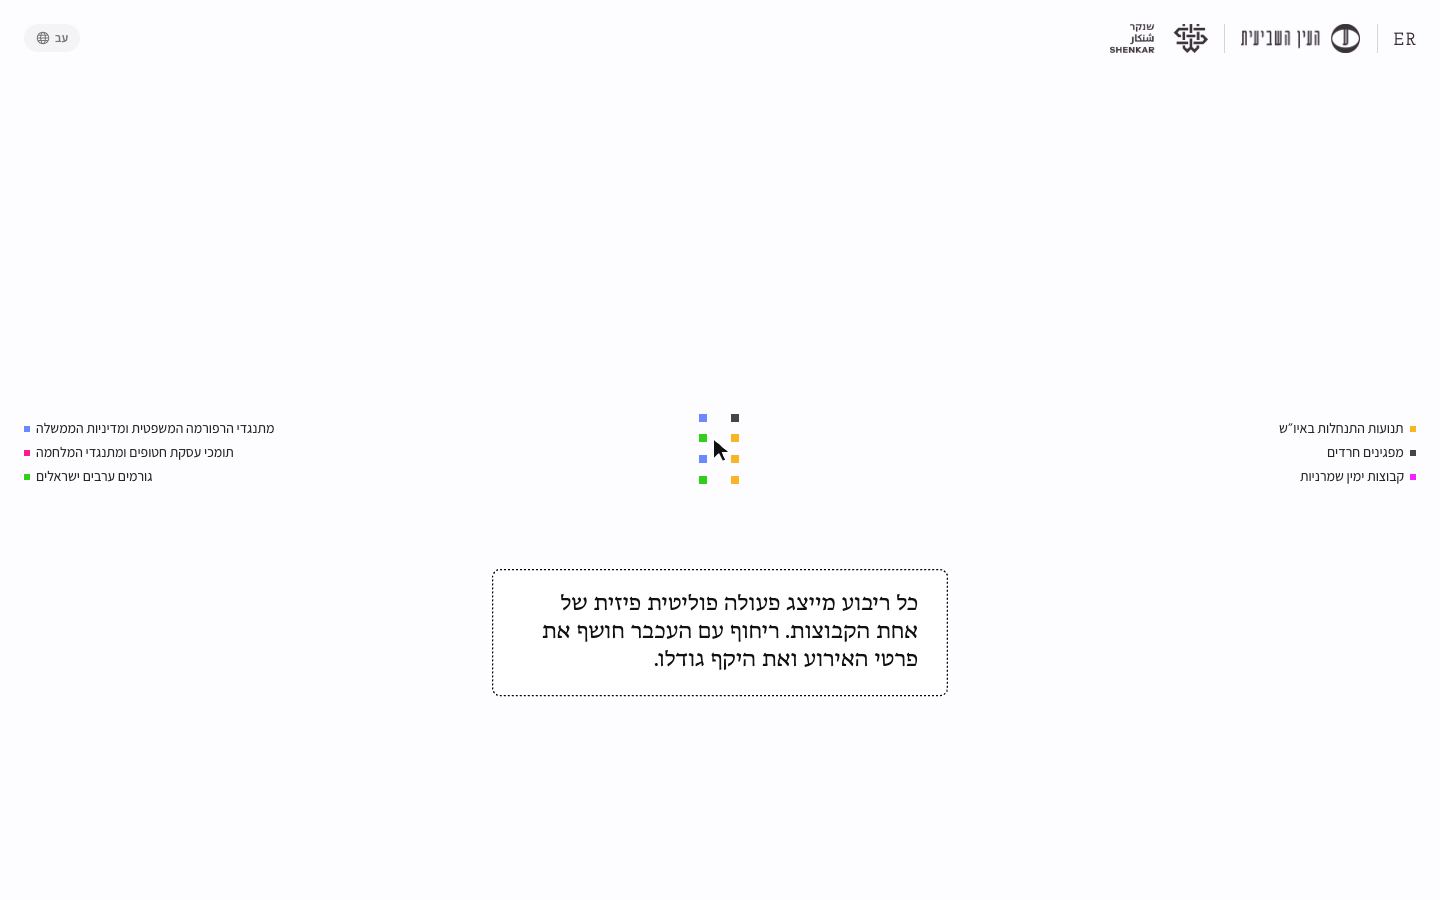 ER
העין השביעית
שנקר
شنكار
SHENKAR
עב
תנועות התנחלות באיו״ש
מפגינים חרדים
קבוצות ימין שמרניות
מתנגדי הרפורמה המשפטית ומדיניות הממשלה
תומכי עסקת חטופים ומתנגדי המלחמה
גורמים ערבים ישראלים
כל ריבוע מייצג פעולה פוליטית פיזית של
אחת הקבוצות. ריחוף עם העכבר חושף את
פרטי האירוע ואת היקף גודלו.